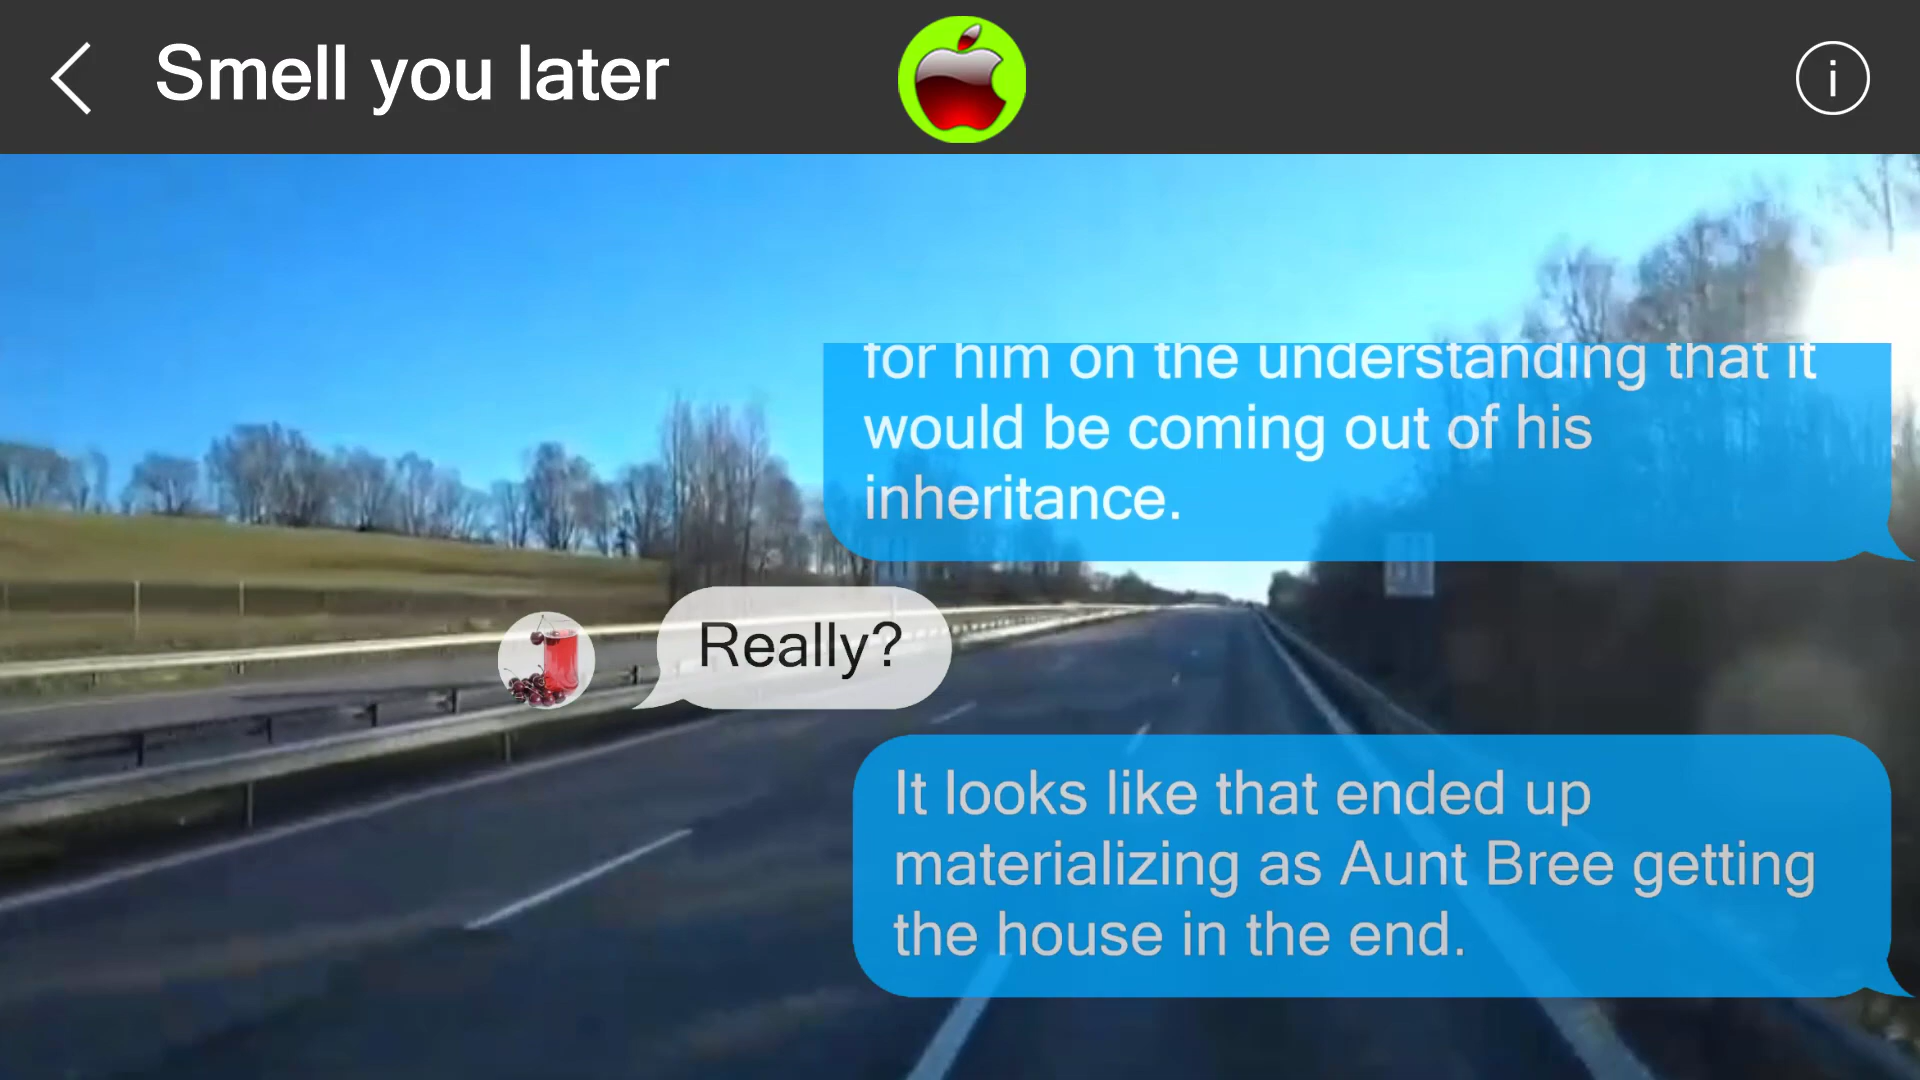 Smell you later
i
for him on the understanding that it
would be coming out of his
inheritance.
Really?
It looks like that ended up
materializing as Aunt Bree getting
the house in the end.